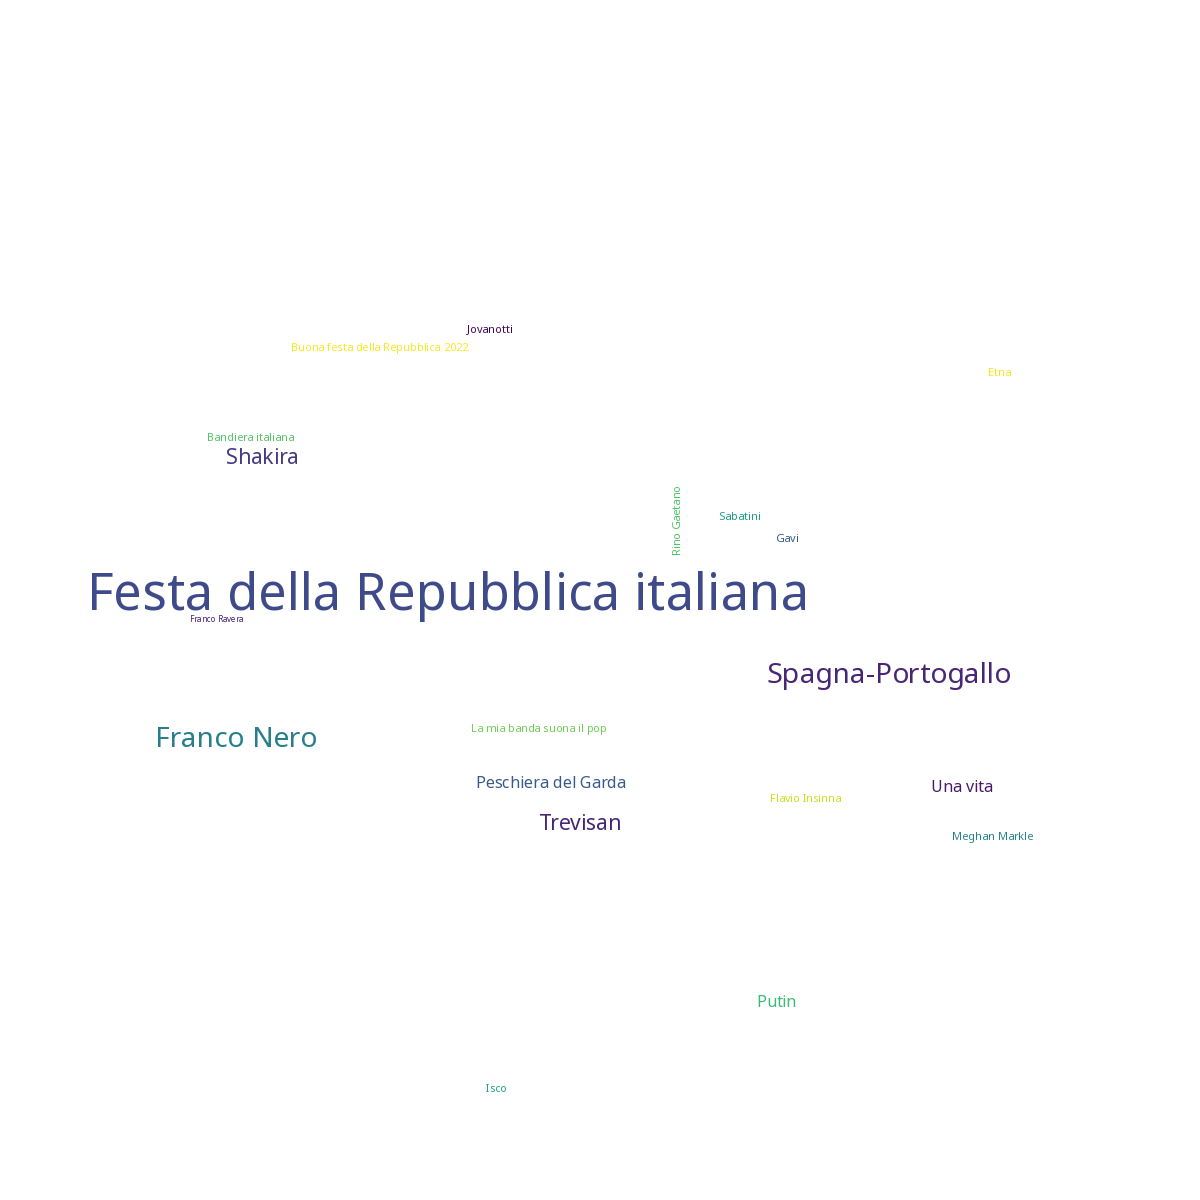 Jovanotti
Buona festa della Repubblica 2022
Etna
Bandiera italiana
Shakira
Rino Gaetano
Sabatini
Gavi
Festa della Repubblica italiana
Franco Ravera
Spagna-Portogallo
La mia banda suona il pop
Franco Nero
Peschiera del Garda
Una vita
Flavio Insinna
Trevisan
Meghan Markle
Putin
Isco